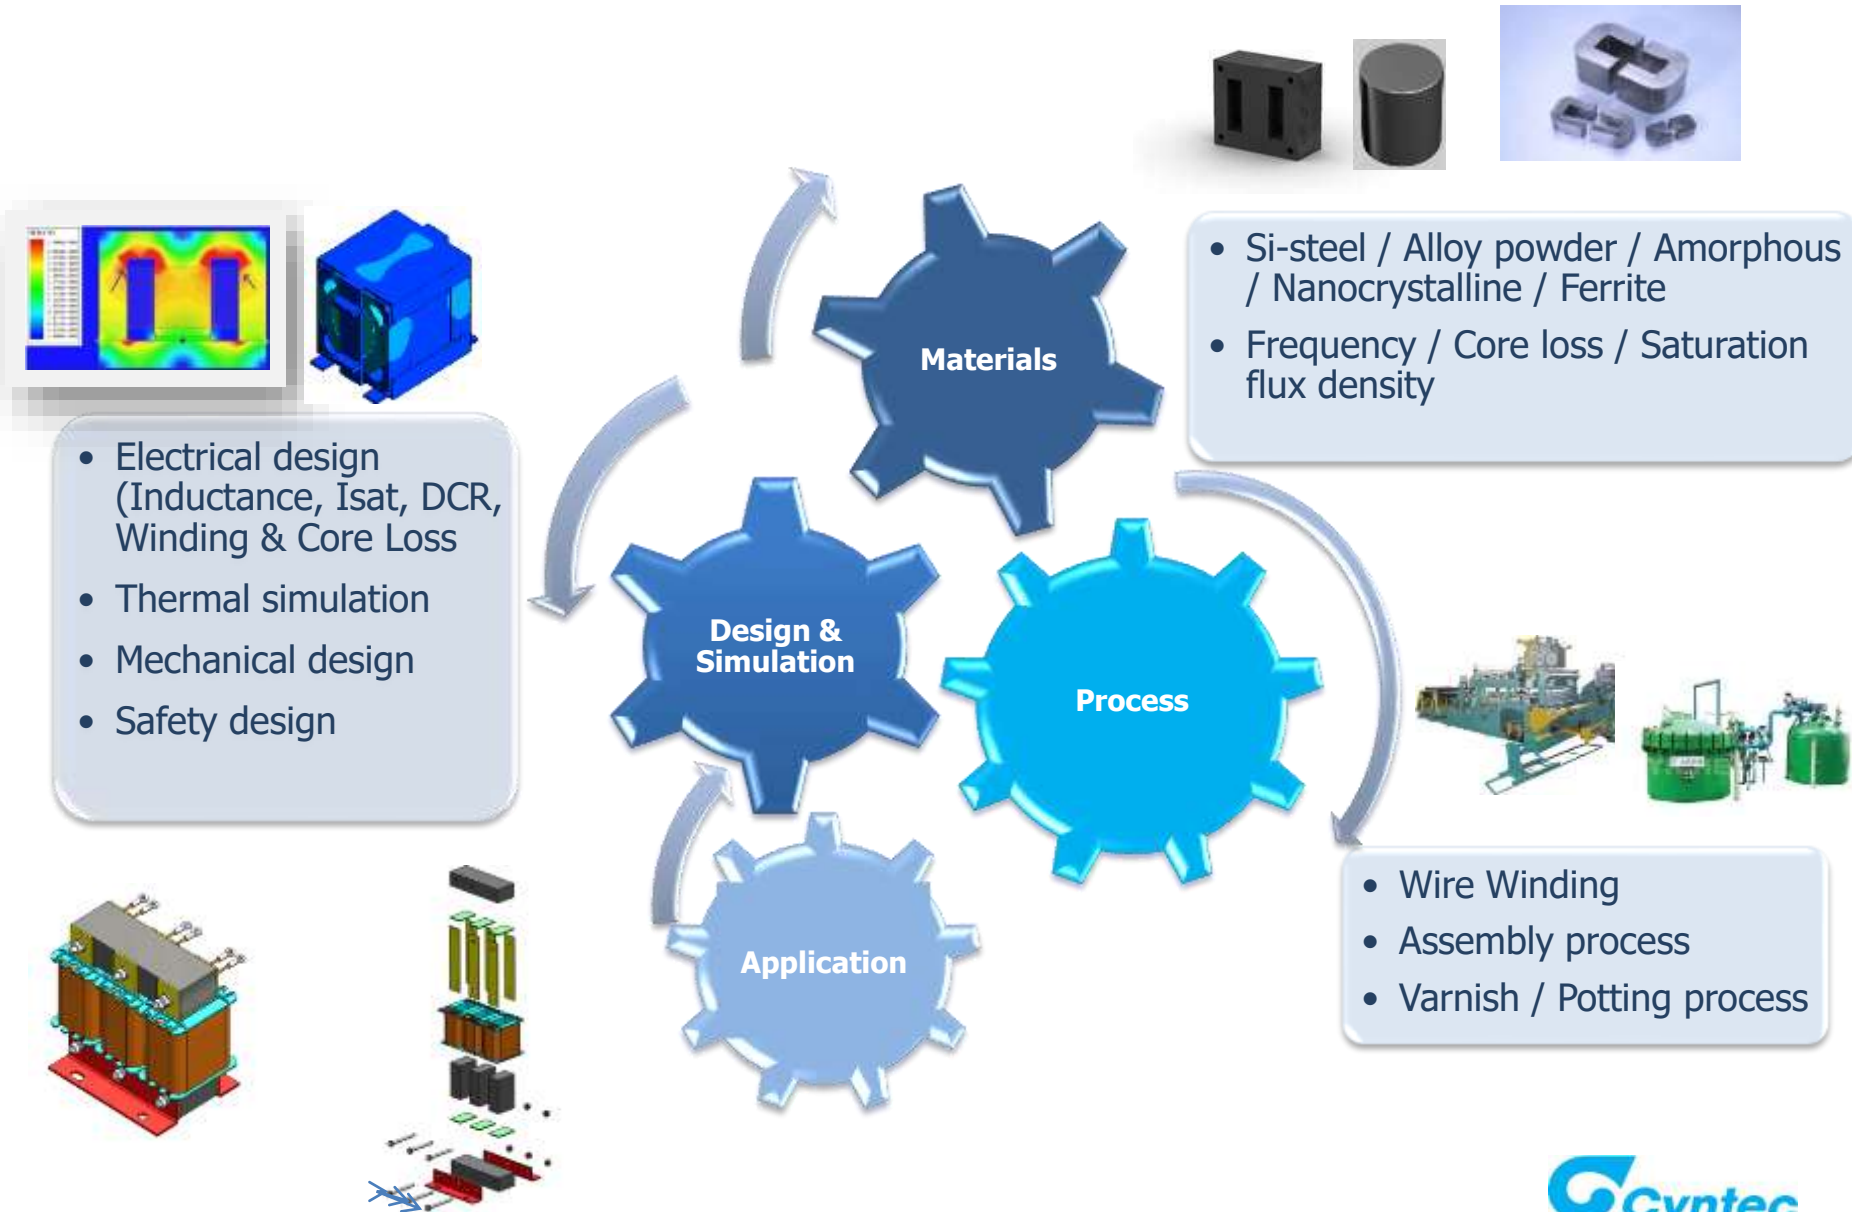 Materials
• Si-steel / Alloy powder / Amorphous
/ Nanocrystalline / Ferrite
• Frequency / Core loss / Saturation
flux density
• Electrical design
(Inductance, Isat, DCR,
Winding & Core Loss
• Thermal simulation
• Mechanical design
• Safety design
Design &
Simulation
Process
Application
• Wire Winding
• Assembly process
• Varnish / Potting process
Cyntec